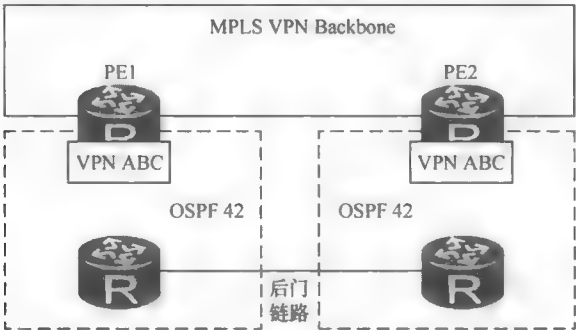 MPLS VPN Backbone
PE1
PE2
R
R
VPN ABC
VPN ABC
OSPF 42
OSPF 42
R
R
后门
链路